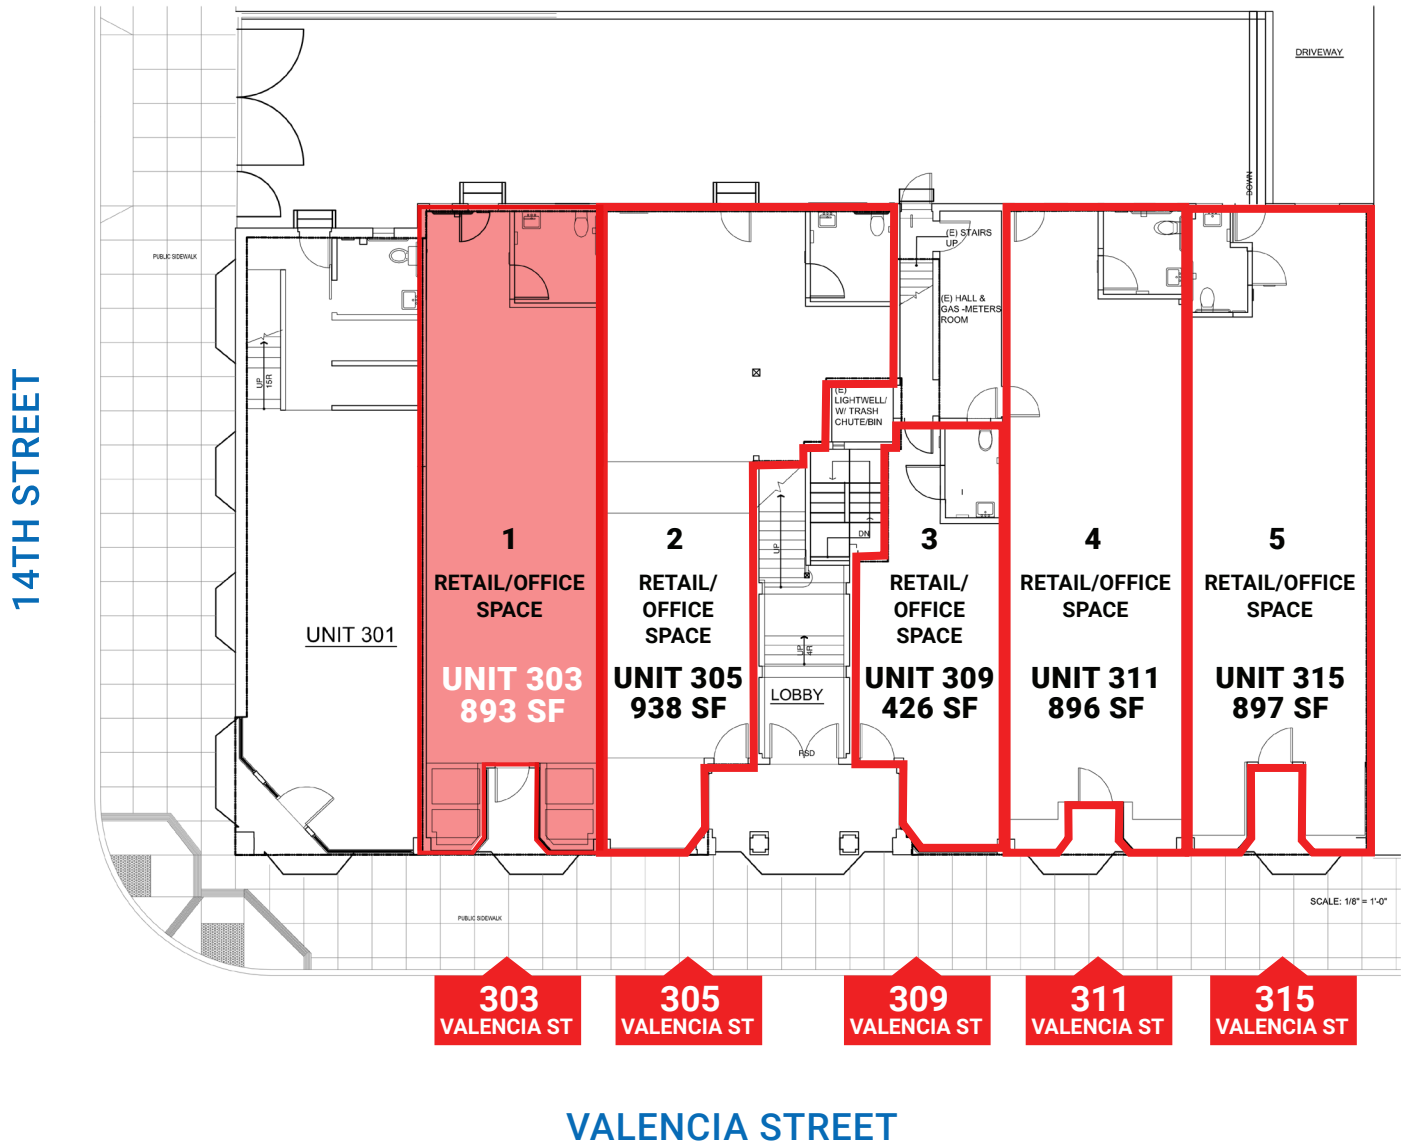 DRIVEWAY
DOWN
PUBLIC SIDEWALK
(E) STAIRS
UP
(E) HALL &
GAS -METERS
ROOM
UP
15R
(E)
LIGHTWELL/
W/ TRASH
CHUTE/BIN
14TH STREET
UP
DN
1
RETAIL/OFFICE
SPACE
UNIT 303
893 SF
2
RETAIL/
OFFICE
SPACE
UNIT 305
938 SF
3
RETAIL/
OFFICE
SPACE
UNIT 309
426 SF
4
RETAIL/OFFICE
SPACE
UNIT 311
896 SF
5
RETAIL/OFFICE
SPACE
UNIT 315
897 SF
UNIT 301
UP
4R
LOBBY
FSD
SCALE: 1/8" = 1'-0"
PUBLIC SIDEWALK
303
VALENCIA ST
305
VALENCIA ST
309
VALENCIA ST
311
VALENCIA ST
315
VALENCIA ST
VALENCIA STREET